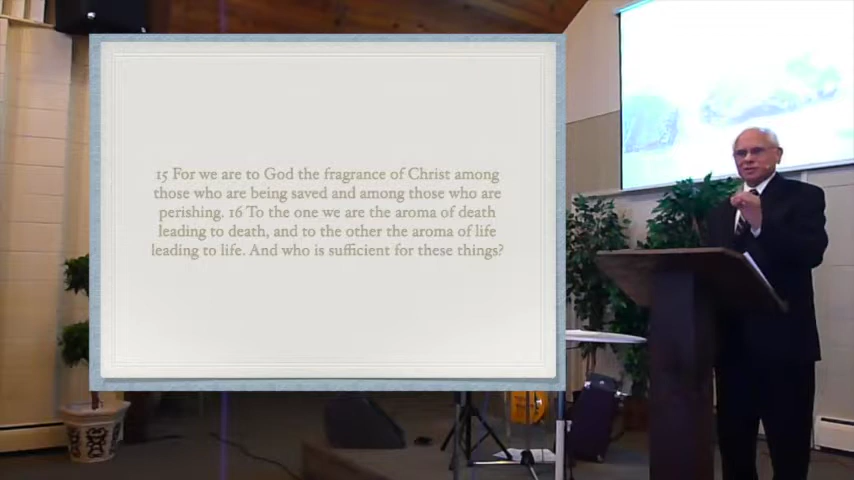 15 For we are to God the fragrance of Christ among
those who are being saved and among those who are
perishing. 16 To the one we are the aroma of death
leading to death, and to the other the aroma of life
leading to life. And who is sufficient for these things?